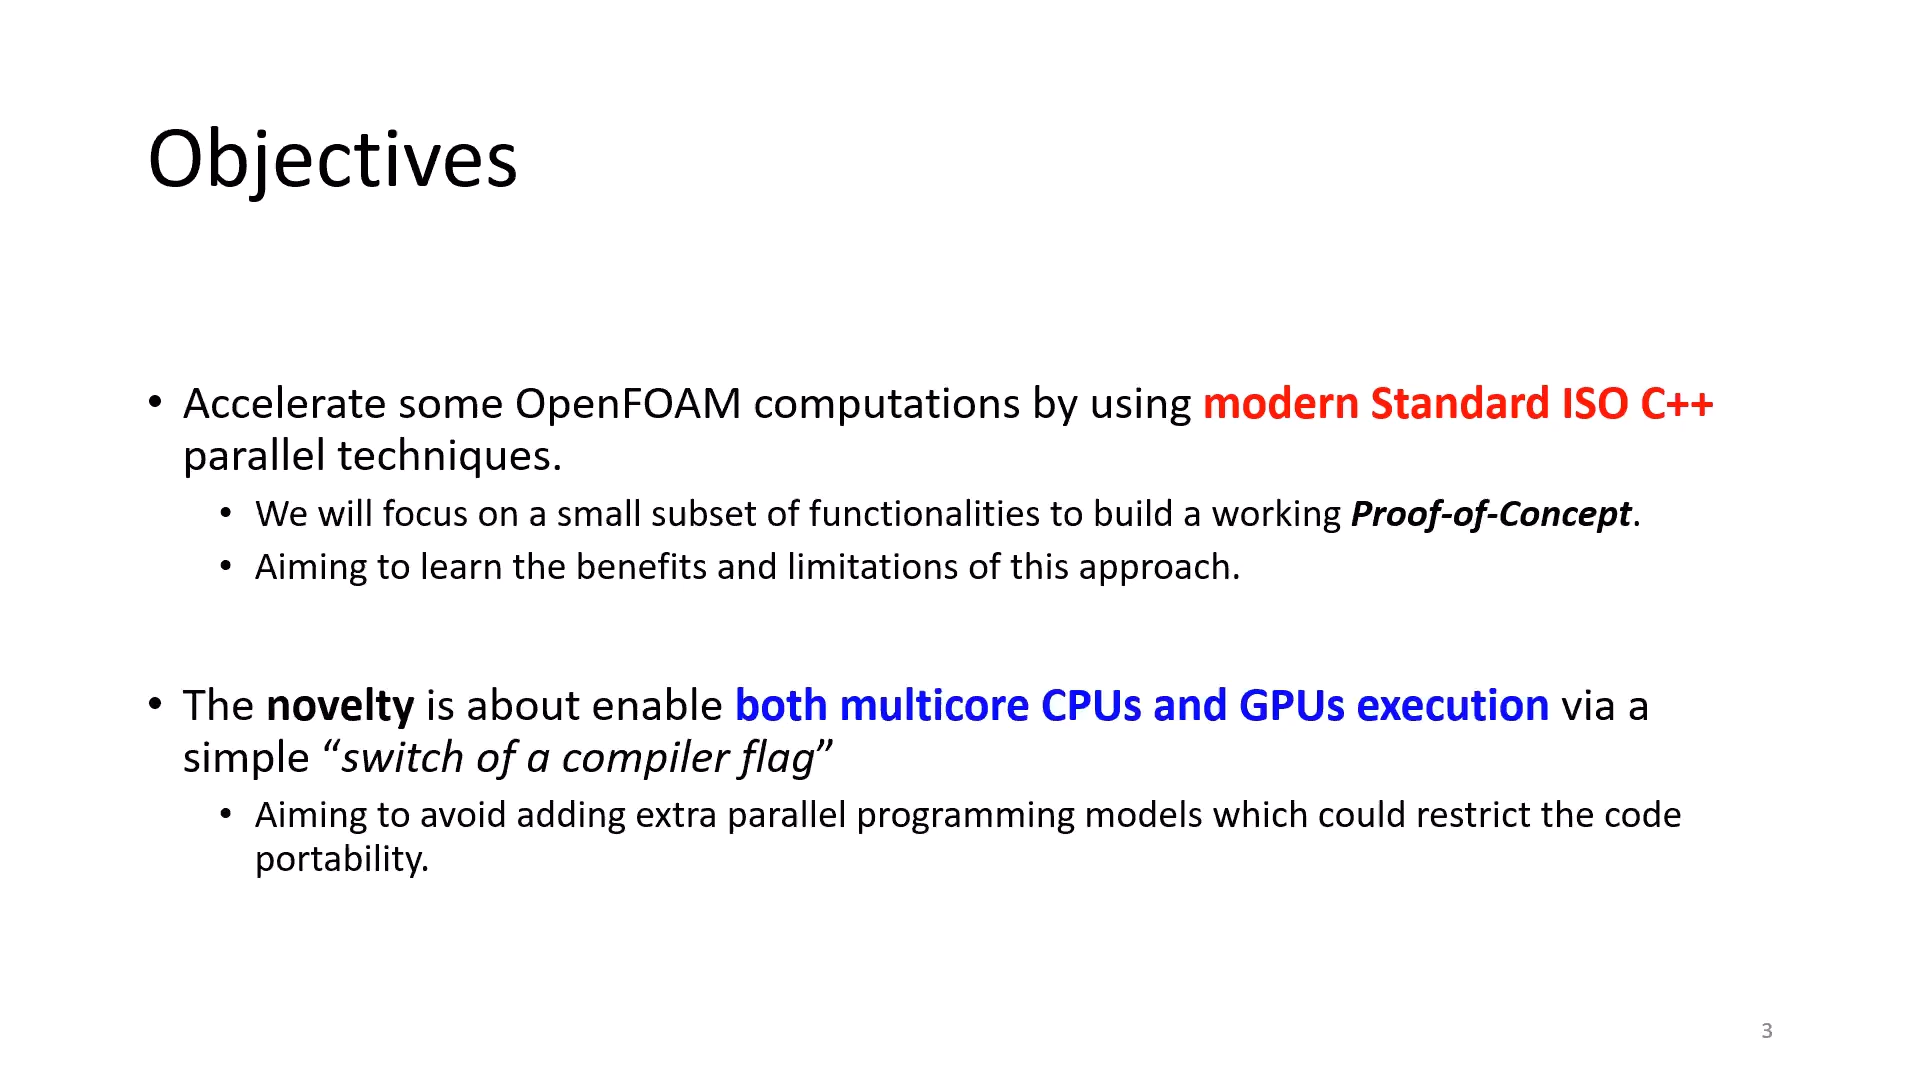 Objectives
• Accelerate some OpenFOAM computations by using modern Standard ISO C++
parallel techniques.
• We will focus on a small subset of functionalities to build a working Proof-of-Concept.
• Aiming to learn the benefits and limitations of this approach.
• The novelty is about enable both multicore CPUs and GPUs execution via a
simple “switch of a compiler flag”
• Aiming to avoid adding extra parallel programming models which could restrict the code
portability.
3